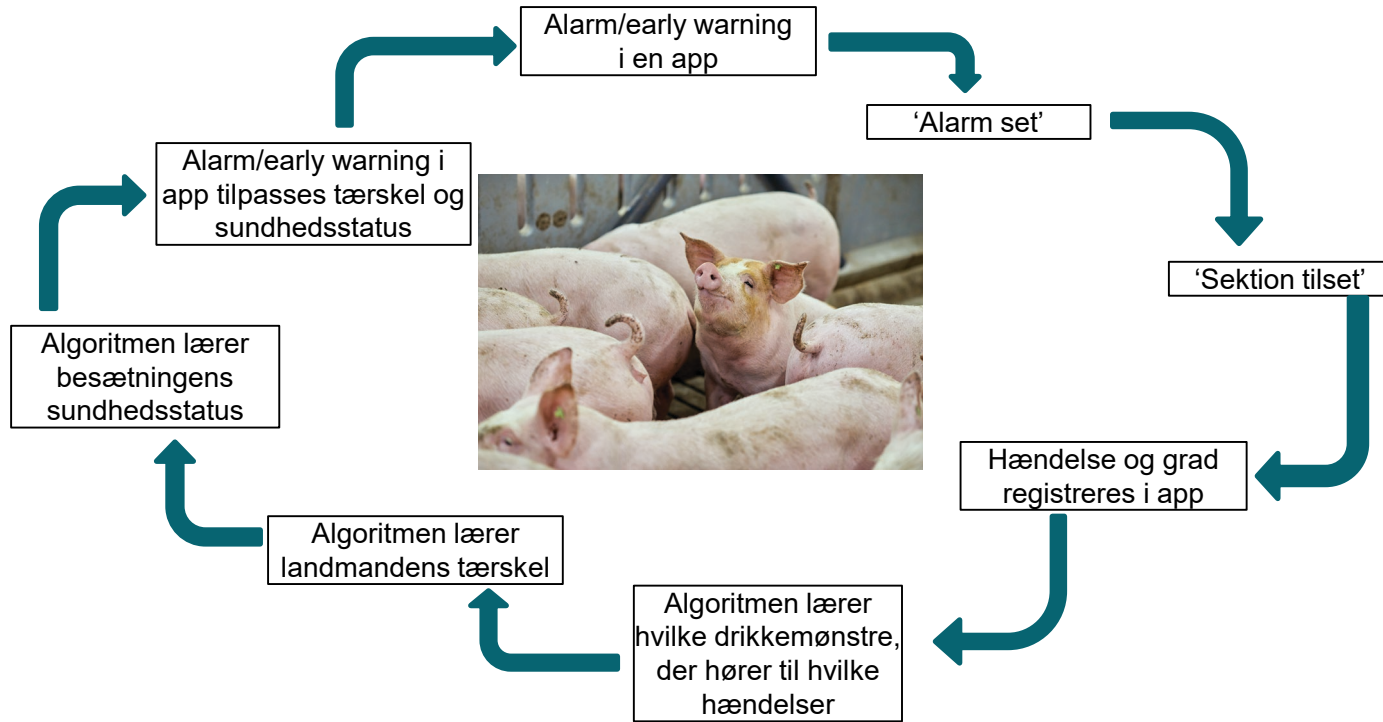 Alarm/early warning
i en app
‘Alarm set’
‘Sektion tilset’
Hændelse og grad
registreres i app
Algoritmen lærer
hvilke drikkemønstre,
der hører til hvilke
hændelser
Algoritmen lærer
landmandens tærskel
Algoritmen lærer
besætningens
sundhedsstatus
Alarm/early warning i
app tilpasses tærskel og
sundhedsstatus